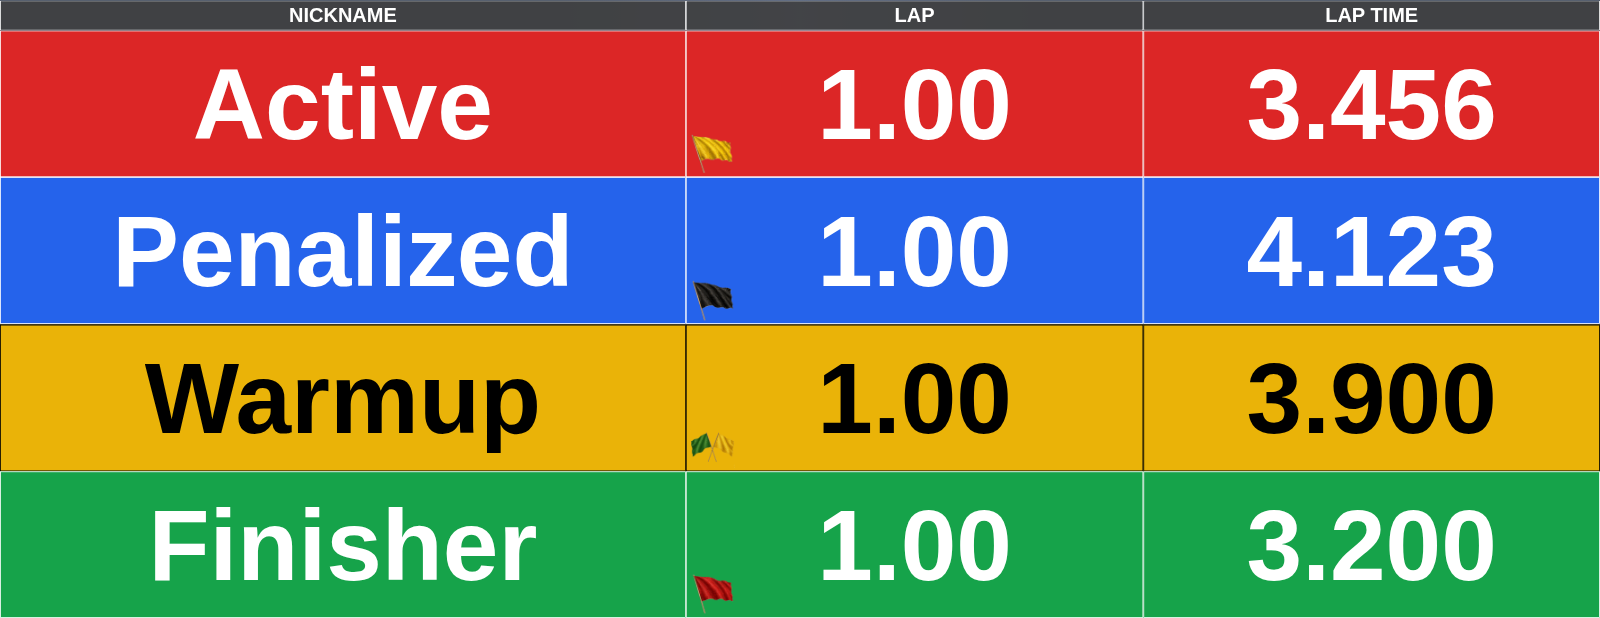 NICKNAME LAP LAP TIME
Active 1.00 3.456
Penalized 1.00 4.123
Warmup 1.00 3.900
Finisher 1.00 3.200